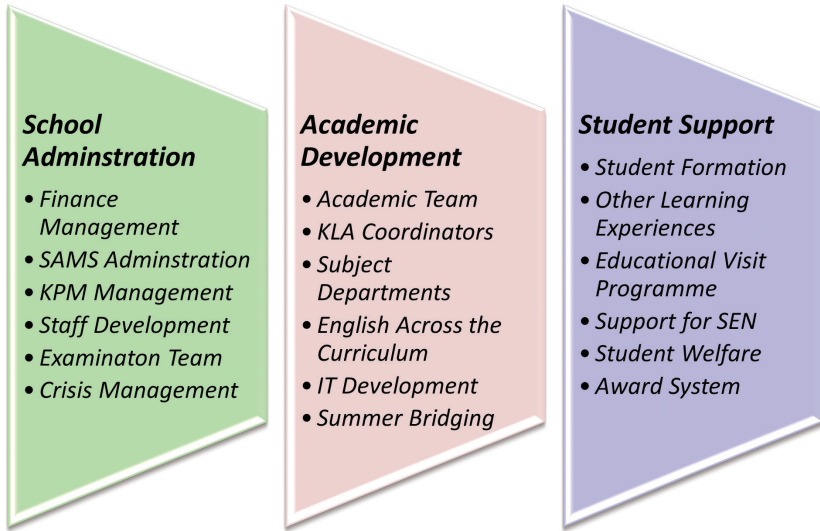 School
Adminstration
• Finance
Management
• SAMS Adminstration
• KPM Management
• Staff Development
• Examinaton Team
• Crisis Management
Academic
Development
• Academic Team
• KLA Coordinators
• Subject
Departments
• English Across the
Curriculum
• IT Development
• Summer Bridging
Student Support
• Student Formation
• Other Learning
Experiences
• Educational Visit
Programme
• Support for SEN
• Student Welfare
• Award System